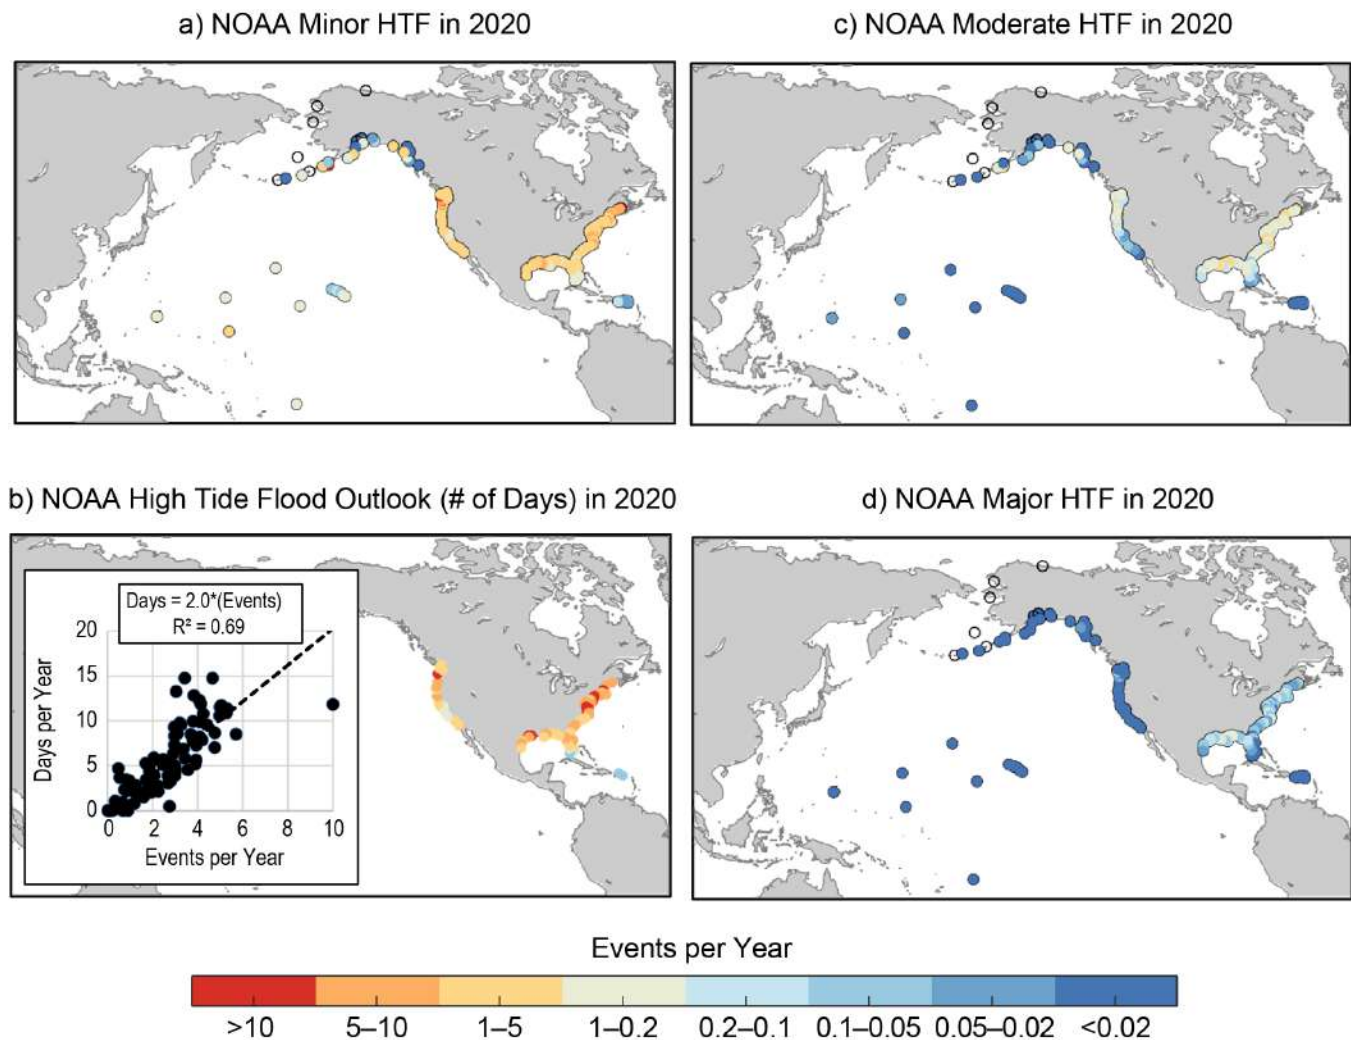 a) NOAA Minor HTF in 2020
c) NOAA Moderate HTF in 2020
b) NOAA High Tide Flood Outlook (# of Days) in 2020
Days = 2.0*(Events)
R² = 0.69
20
15
10
5
0
Days per Year
0 2 4 6 8 10
Events per Year
d) NOAA Major HTF in 2020
Events per Year
>10 5–10 1–5 1–0.2 0.2–0.1 0.1–0.05 0.05–0.02 <0.02